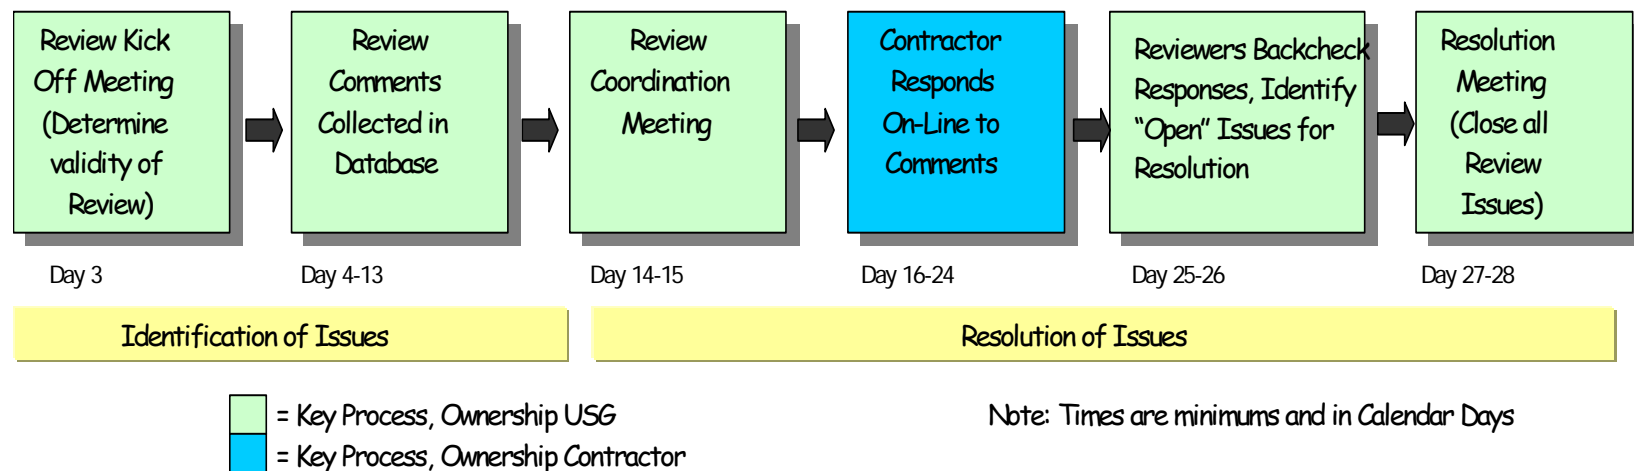 Review Kick
Off Meeting
(Determine
validity of
Review)
Review
Comments
Collected in
Database
Review
Coordination
Meeting
Contractor
Responds
On-Line to
Comments
Reviewers Backcheck
Responses, Identify
“Open” Issues for
Resolution
Resolution
Meeting
(Close all
Review
Issues)
Day 3
Day 4-13
Day 14-15
Day 16-24
Day 25-26
Day 27-28
Identification of Issues
Resolution of Issues
= Key Process, Ownership USG
= Key Process, Ownership Contractor
Note: Times are minimums and in Calendar Days